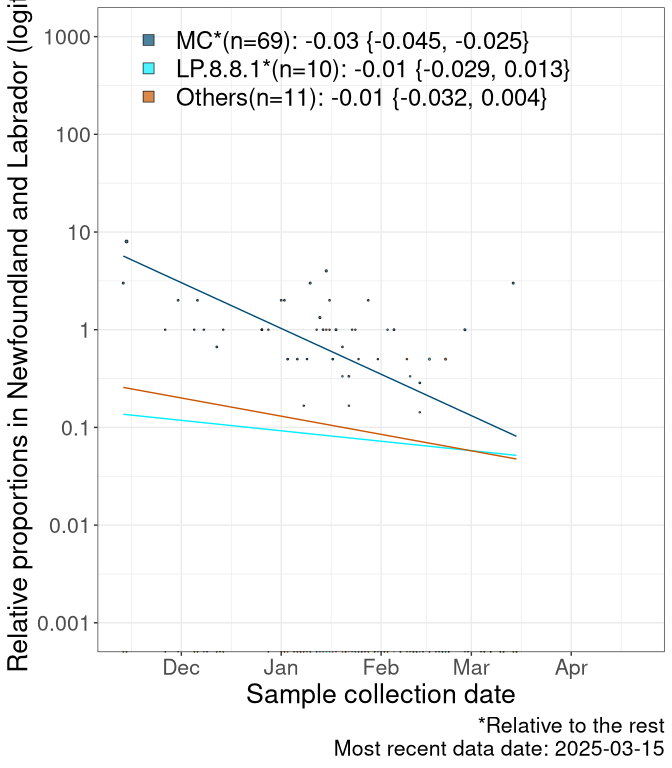 Relative proportions in Newfoundland and Labrador (logit
1000
100
10
1
0.1
0.01
0.001
MC*(n=69): -0.03 {-0.045, -0.025}
LP.8.8.1*(n=10): -0.01 {-0.029, 0.013}
Others(n=11): -0.01 {-0.032, 0.004}
Dec Jan Feb Mar Apr
Sample collection date
*Relative to the rest
Most recent data date: 2025-03-15